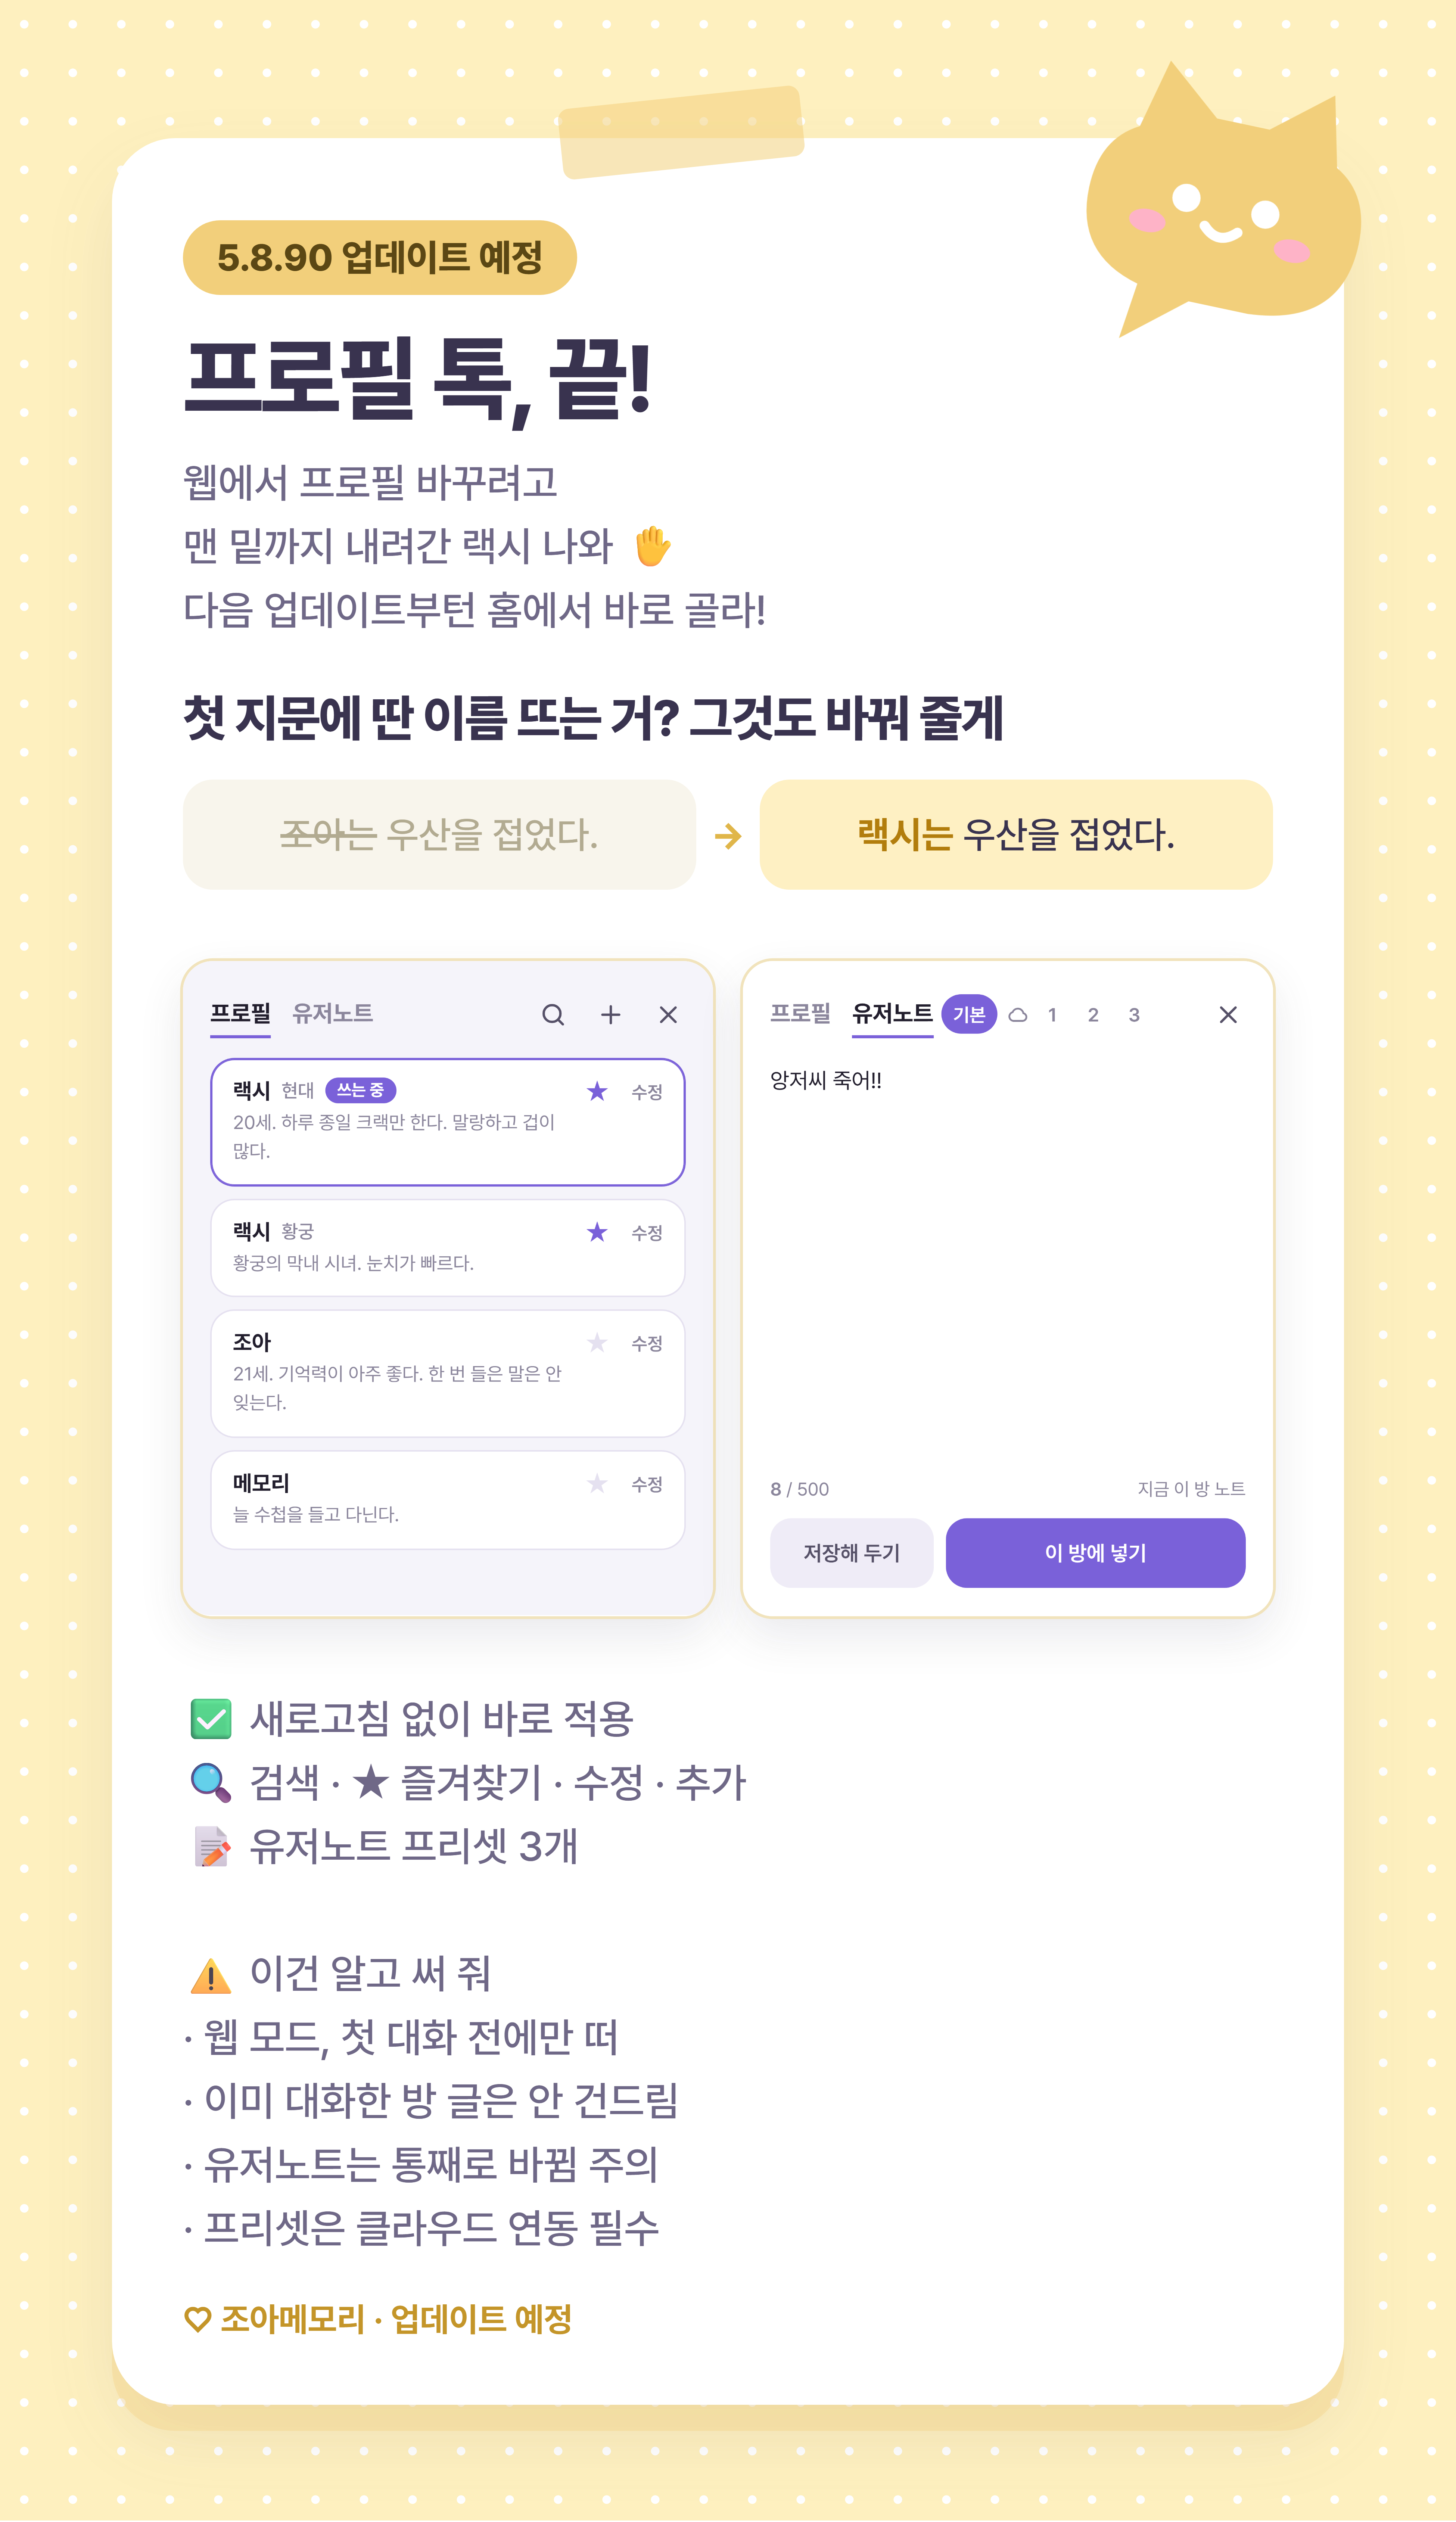 5.8.90 업데이트 예정
프로필 톡, 끝!
웹에서 프로필 바꾸려고
맨 밑까지 내려간 랙시 나와 ✋
다음 업데이트부턴 홈에서 바로 골라!
첫 지문에 딴 이름 뜨는 거? 그것도 바꿔 줄게
조아는 우산을 접었다. → 랙시는 우산을 접었다.
프로필 유저노트
랙시 현대 쓰는 중 ★ 수정
20세. 하루 종일 크랙만 한다. 말랑하고 겁이
많다.
랙시 황궁 ★ 수정
황궁의 막내 시녀. 눈치가 빠르다.
조아 ★ 수정
21세. 기억력이 아주 좋다. 한 번 들은 말은 안
잊는다.
메모리 ★ 수정
늘 수첩을 들고 다닌다.
프로필 유저노트 기본 1 2 3
앙저씨 죽어!!
8 / 500 지금 이 방 노트
저장해 두기 이 방에 넣기
✅ 새로고침 없이 바로 적용
🔍 검색 · ★ 즐겨찾기 · 수정 · 추가
📝 유저노트 프리셋 3개
⚠️ 이건 알고 써 줘
· 웹 모드, 첫 대화 전에만 떠
· 이미 대화한 방 글은 안 건드림
· 유저노트는 통째로 바뀜 주의
· 프리셋은 클라우드 연동 필수
♡ 조아메모리 · 업데이트 예정